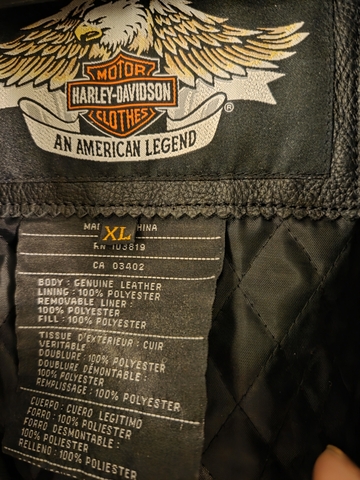 MOTOR
HARLEY-DAVIDSON
CLOTHES
®
AN AMERICAN LEGEND
XL
RN 103819
CA 03402
BODY : GENUINE LEATHER
LINING : 100% POLYESTER
REMOVABLE LINER :
100% POLYESTER
FILL : 100% POLYESTER
TISSUE D'EXTÉRIEUR : CUIR
VERITABLE
DOUBLURE : 100% POLYESTER
DOUBLURE DÉMONTABLE :
100% POLYESTER
REMPLISSAGE : 100% POLYESTER
CUERPO : CUERO LEGITIMO
FORRO : 100% POLIESTER
FORRO DESMONTABLE :
100% POLIESTER
RELLENO : 100% POLIESTER